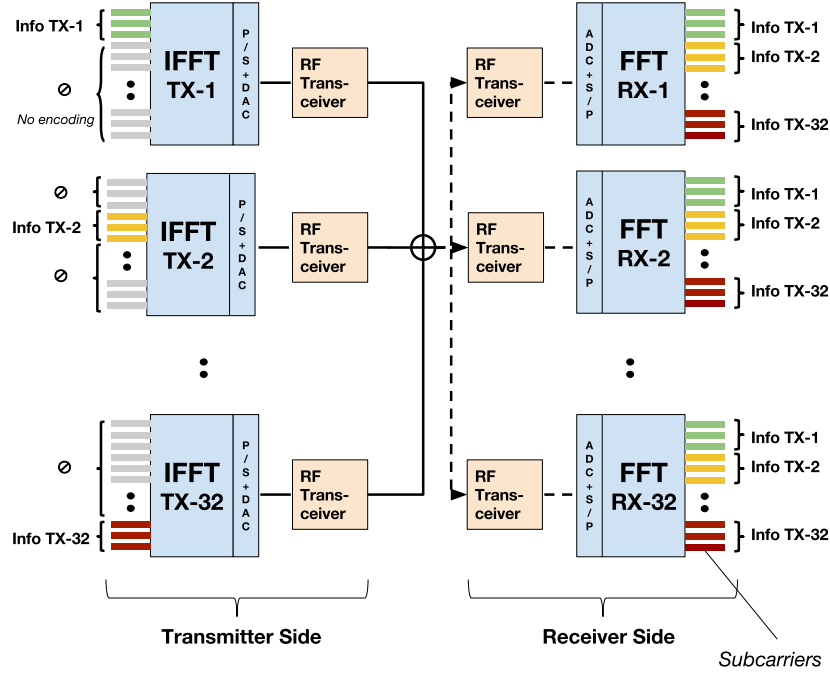 Info TX-1
∅
No encoding
IFFT
TX-1
P/S+DAC
RF
Trans-
ceiver
RF
Trans-
ceiver
ADC+S/P
FFT
RX-1
Info TX-1
Info TX-2
Info TX-32
∅
Info TX-2
∅
IFFT
TX-2
P/S+DAC
RF
Trans-
ceiver
RF
Trans-
ceiver
ADC+S/P
FFT
RX-2
Info TX-1
Info TX-2
Info TX-32
∅
Info TX-32
IFFT
TX-32
P/S+DAC
RF
Trans-
ceiver
RF
Trans-
ceiver
ADC+S/P
FFT
RX-32
Info TX-1
Info TX-2
Info TX-32
Transmitter Side
Receiver Side
Subcarriers